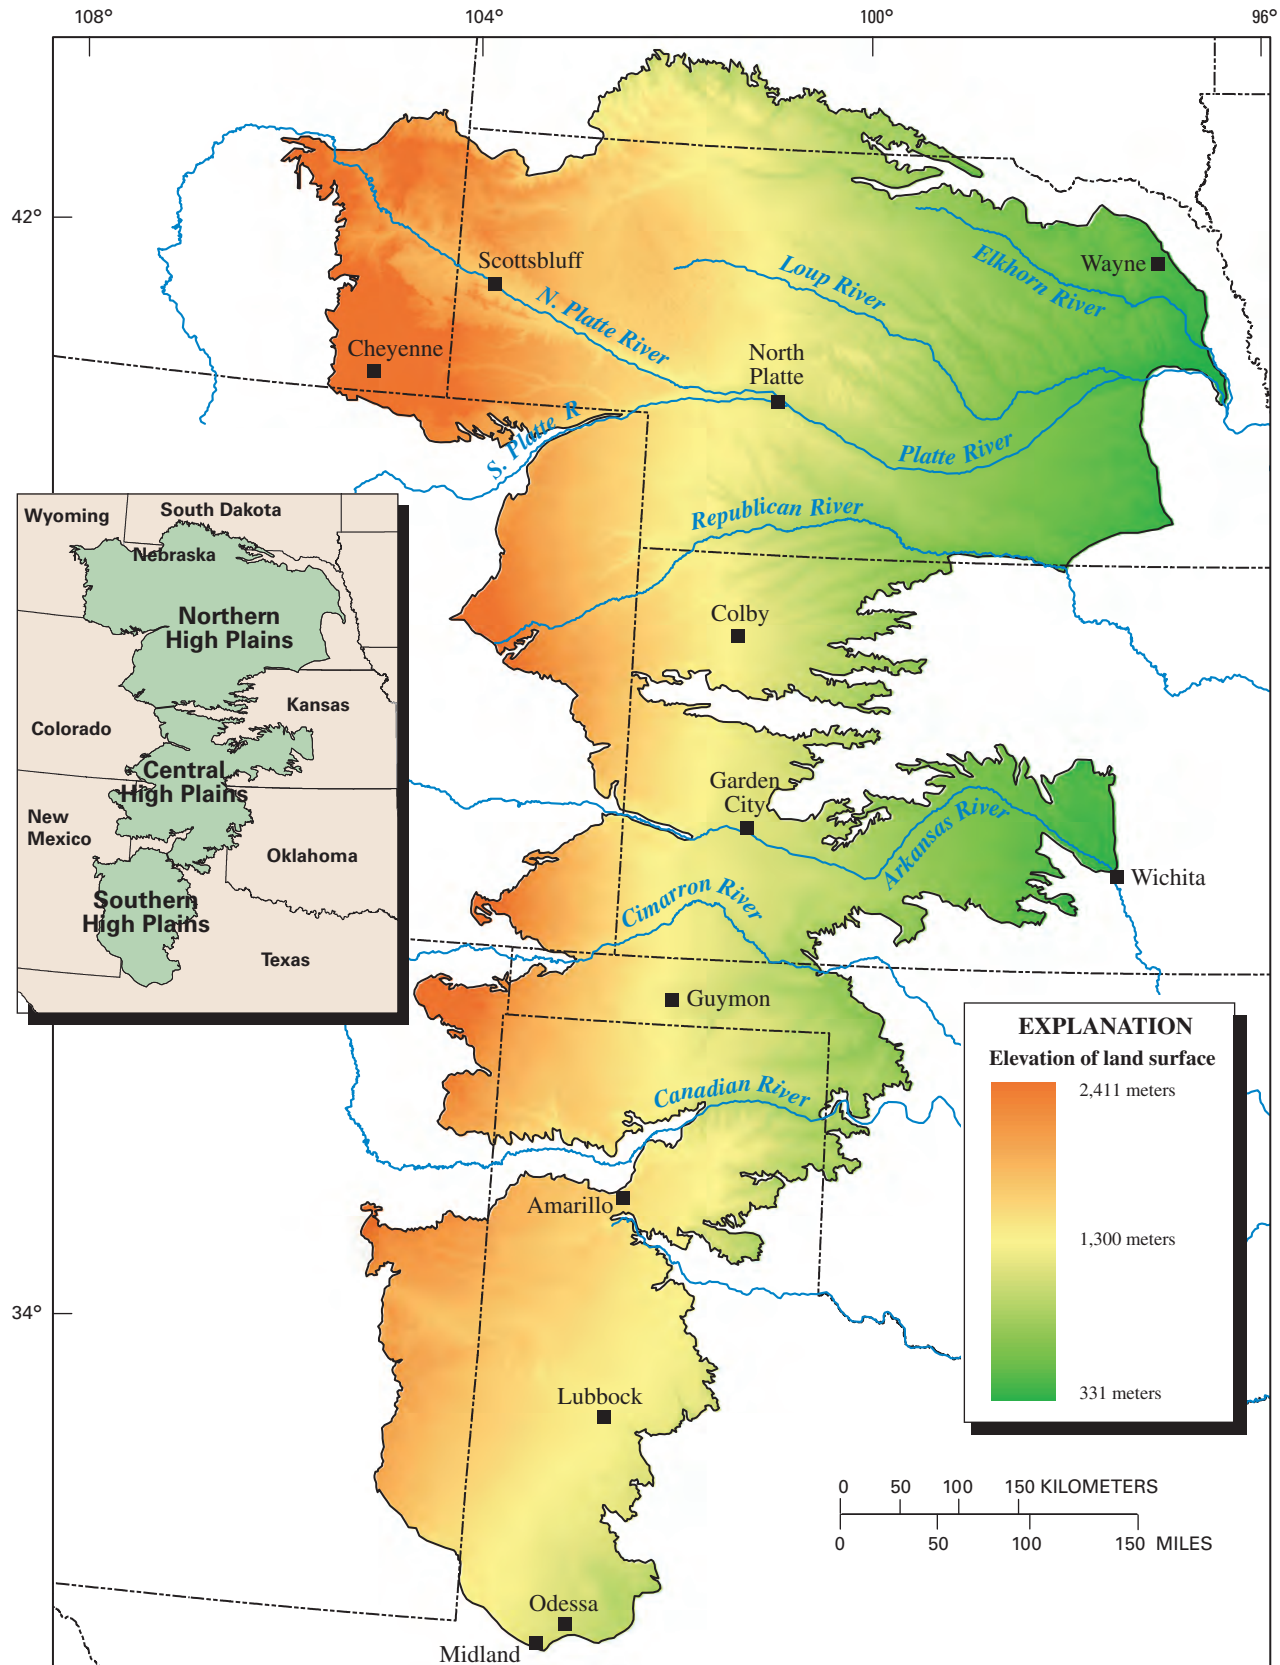 108°
104°
100°
96°
42°
34°
Scottsbluff
N. Platte River
Cheyenne
Loup River
Elkhorn River
Wayne
North
Platte
S. Platte R
Platte River
Republican River
Colby
Garden
City
Arkansas River
Wichita
Cimarron River
Guymon
Canadian River
Amarillo
Lubbock
Odessa
Midland
Wyoming
South Dakota
Nebraska
Northern
High Plains
Kansas
Colorado
Central
High Plains
New
Mexico
Oklahoma
Southern
High Plains
Texas
EXPLANATION
Elevation of land surface
2,411 meters
1,300 meters
331 meters
0 50 100 150 KILOMETERS
0 50 100 150 MILES